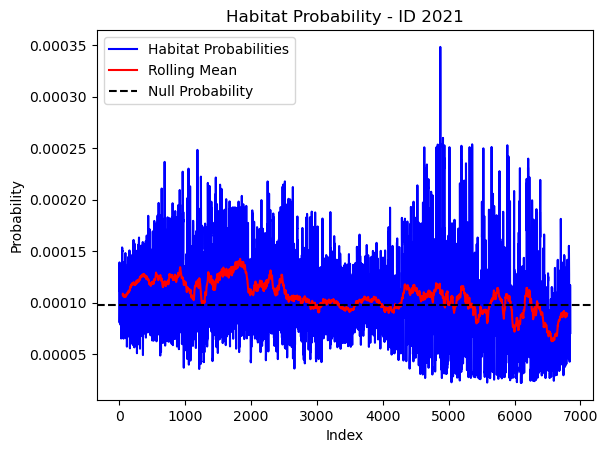 Habitat Probability - ID 2021
Habitat Probabilities
Rolling Mean
Null Probability
Probability
0.00035
0.00030
0.00025
0.00020
0.00015
0.00010
0.00005
0 1000 2000 3000 4000 5000 6000 7000
Index